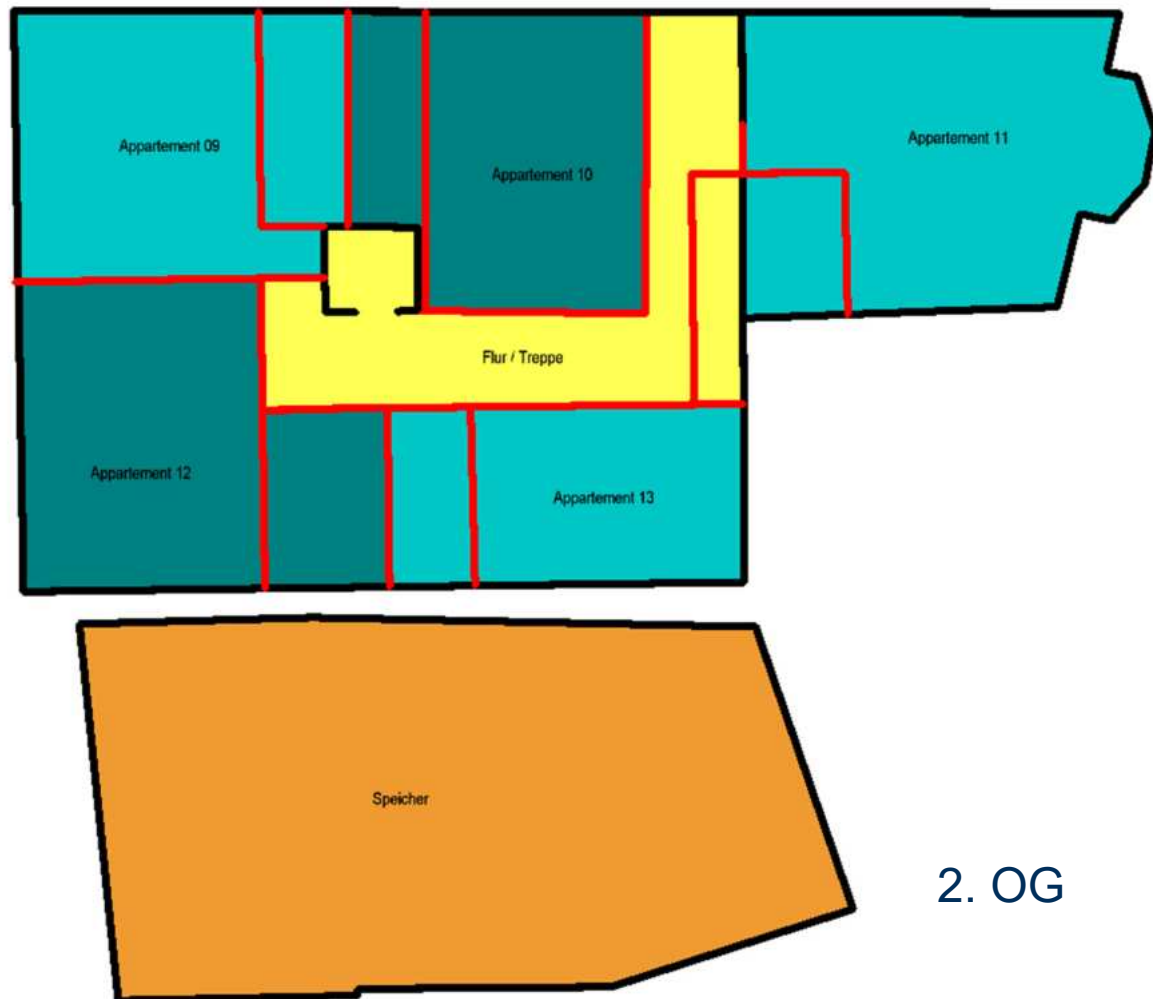 Appartement 09
Appartement 10
Appartement 11
Flur / Treppe
Appartement 12
Appartement 13
Speicher
2. OG